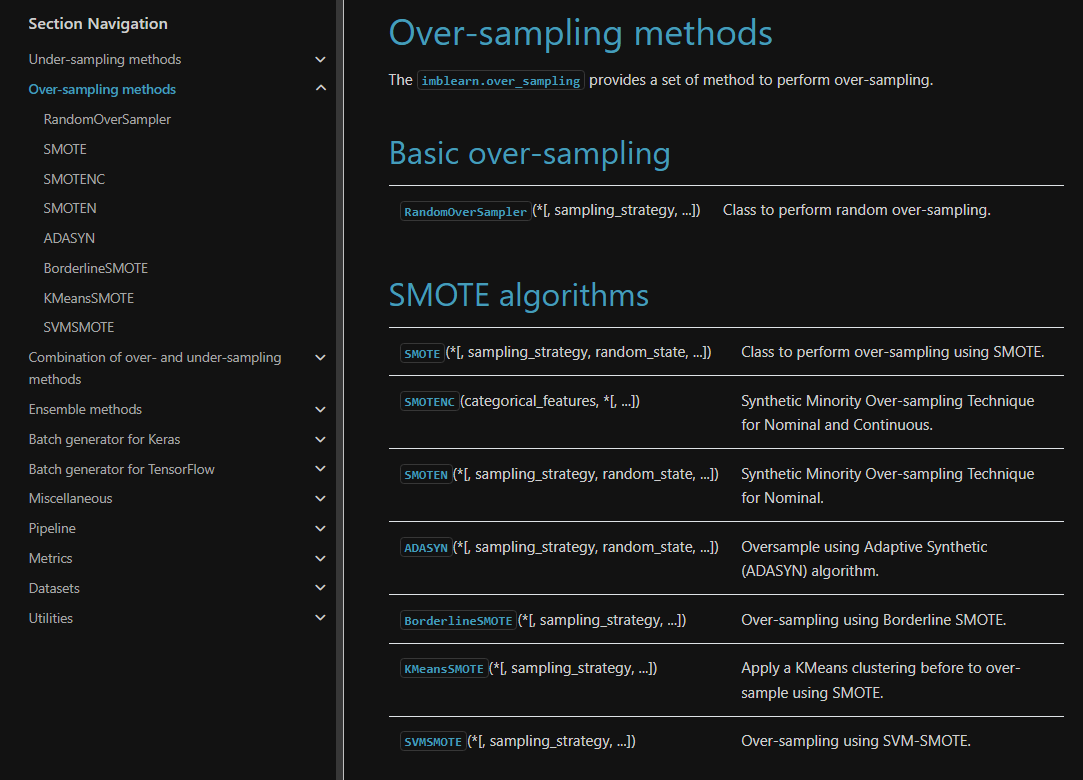 Section Navigation
Under-sampling methods
Over-sampling methods
RandomOverSampler
SMOTE
SMOTENC
SMOTEN
ADASYN
BorderlineSMOTE
KMeansSMOTE
SVMSMOTE
Combination of over- and under-sampling
methods
Ensemble methods
Batch generator for Keras
Batch generator for TensorFlow
Miscellaneous
Pipeline
Metrics
Datasets
Utilities
Over-sampling methods
The imblearn.over_sampling provides a set of method to perform over-sampling.
Basic over-sampling
RandomOverSampler(*[, sampling_strategy, ...]) Class to perform random over-sampling.
SMOTE algorithms
SMOTE(*[, sampling_strategy, random_state, ...]) Class to perform over-sampling using SMOTE.
SMOTENC(categorical_features, *[, ...]) Synthetic Minority Over-sampling Technique
for Nominal and Continuous.
SMOTEN(*[, sampling_strategy, random_state, ...]) Synthetic Minority Over-sampling Technique
for Nominal.
ADASYN(*[, sampling_strategy, random_state, ...]) Oversample using Adaptive Synthetic
(ADASYN) algorithm.
BorderlineSMOTE(*[, sampling_strategy, ...]) Over-sampling using Borderline SMOTE.
KMeansSMOTE(*[, sampling_strategy, ...]) Apply a KMeans clustering before to over-
sample using SMOTE.
SVMSMOTE(*[, sampling_strategy, ...]) Over-sampling using SVM-SMOTE.